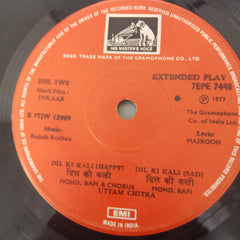 HIS MASTER'S VOICE
REGD. TRADE MARK OF THE GRAMOPHONE CO. LTD.
SIDE TWO
Hindi Film:
INKAAR
EXTENDED PLAY
7EPE 7448
℗ 1977
B 7TJW 13969
Music:
Rajesh Roshan
The Gramophone
Co. of India Ltd.
Lyric:
MAJROOH
DIL KI KALI (HAPPY)
दिल की कली
MOHD. RAFI & CHORUS
DIL KI KALI (SAD)
दिल की कली
MOHD. RAFI
UTTAM CHITRA
EMI
MADE IN INDIA